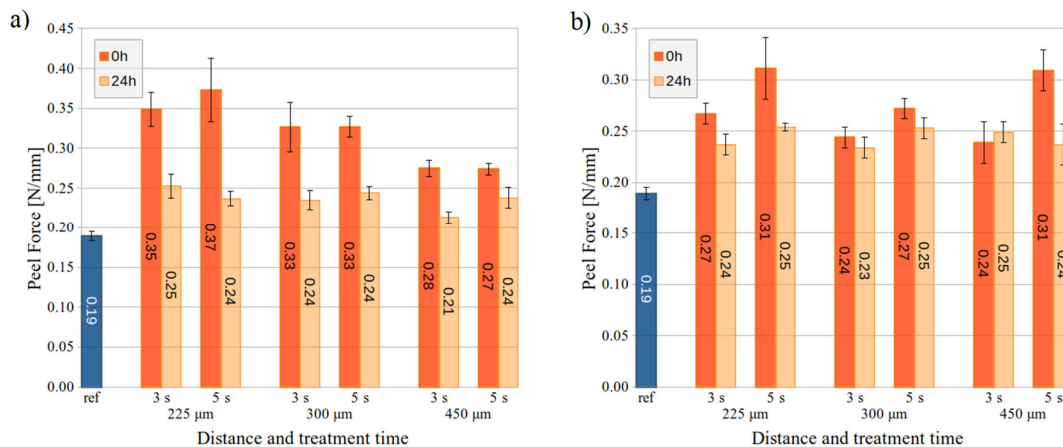 a)
0.45
0.40
0.35
0.30
0.25
0.20
0.15
0.10
0.05
0.00
Peel Force [N/mm]
0h
24h
0.19
0.35
0.25
0.37
0.24
0.33
0.24
0.33
0.24
0.28
0.21
0.27
0.24
ref
3 s
5 s
3 s
5 s
3 s
5 s
225 μm
300 μm
450 μm
Distance and treatment time
b)
0.35
0.30
0.25
0.20
0.15
0.10
0.05
0.00
Peel Force [N/mm]
0h
24h
0.19
0.27
0.24
0.31
0.25
0.24
0.23
0.27
0.25
0.24
0.25
0.31
0.24
ref
3 s
5 s
3 s
5 s
3 s
5 s
225 μm
300 μm
450 μm
Distance and treatment time